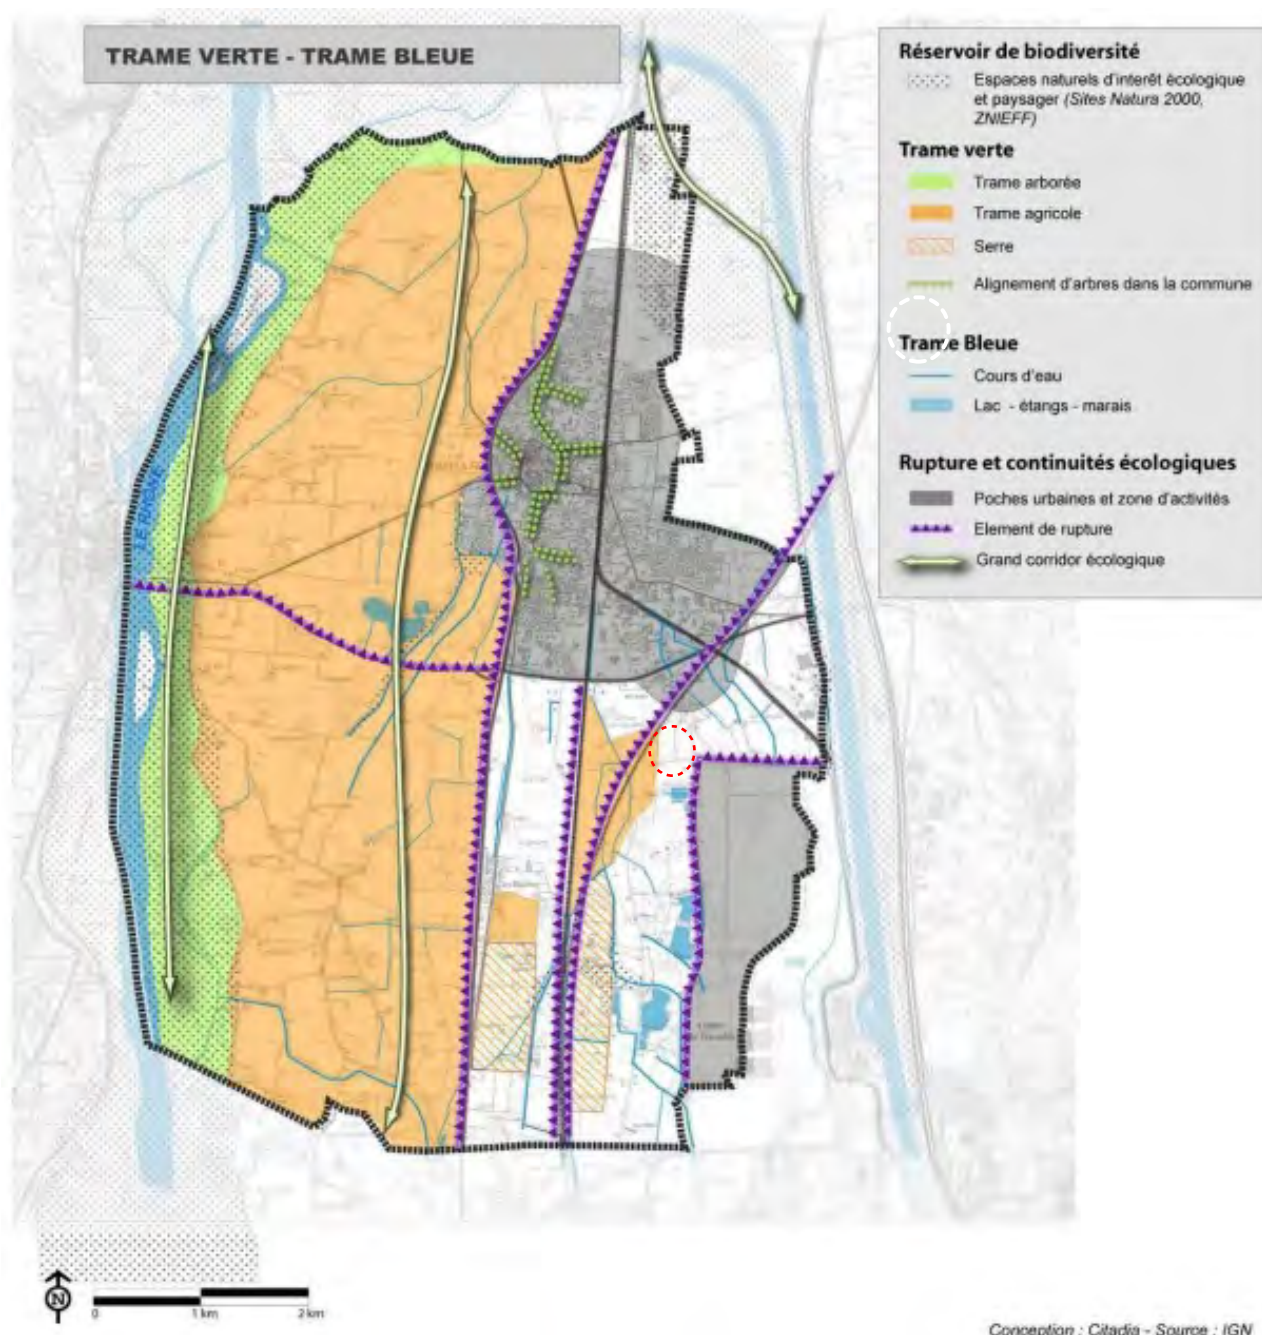 TRAME VERTE - TRAME BLEUE
Réservoir de biodiversité
Espaces naturels d'interêt écologique
et paysager (Sites Natura 2000,
ZNIEFF)
Trame verte
Trame arborée
Trame agricole
Serre
Alignement d'arbres dans la commune
Trame Bleue
Cours d'eau
Lac - étangs - marais
Rupture et continuités écologiques
Poches urbaines et zone d'activités
Element de rupture
Grand corridor écologique
LE RHÔNE
N
0
1 km
2 km
Conception : Citadia - Source : IGN